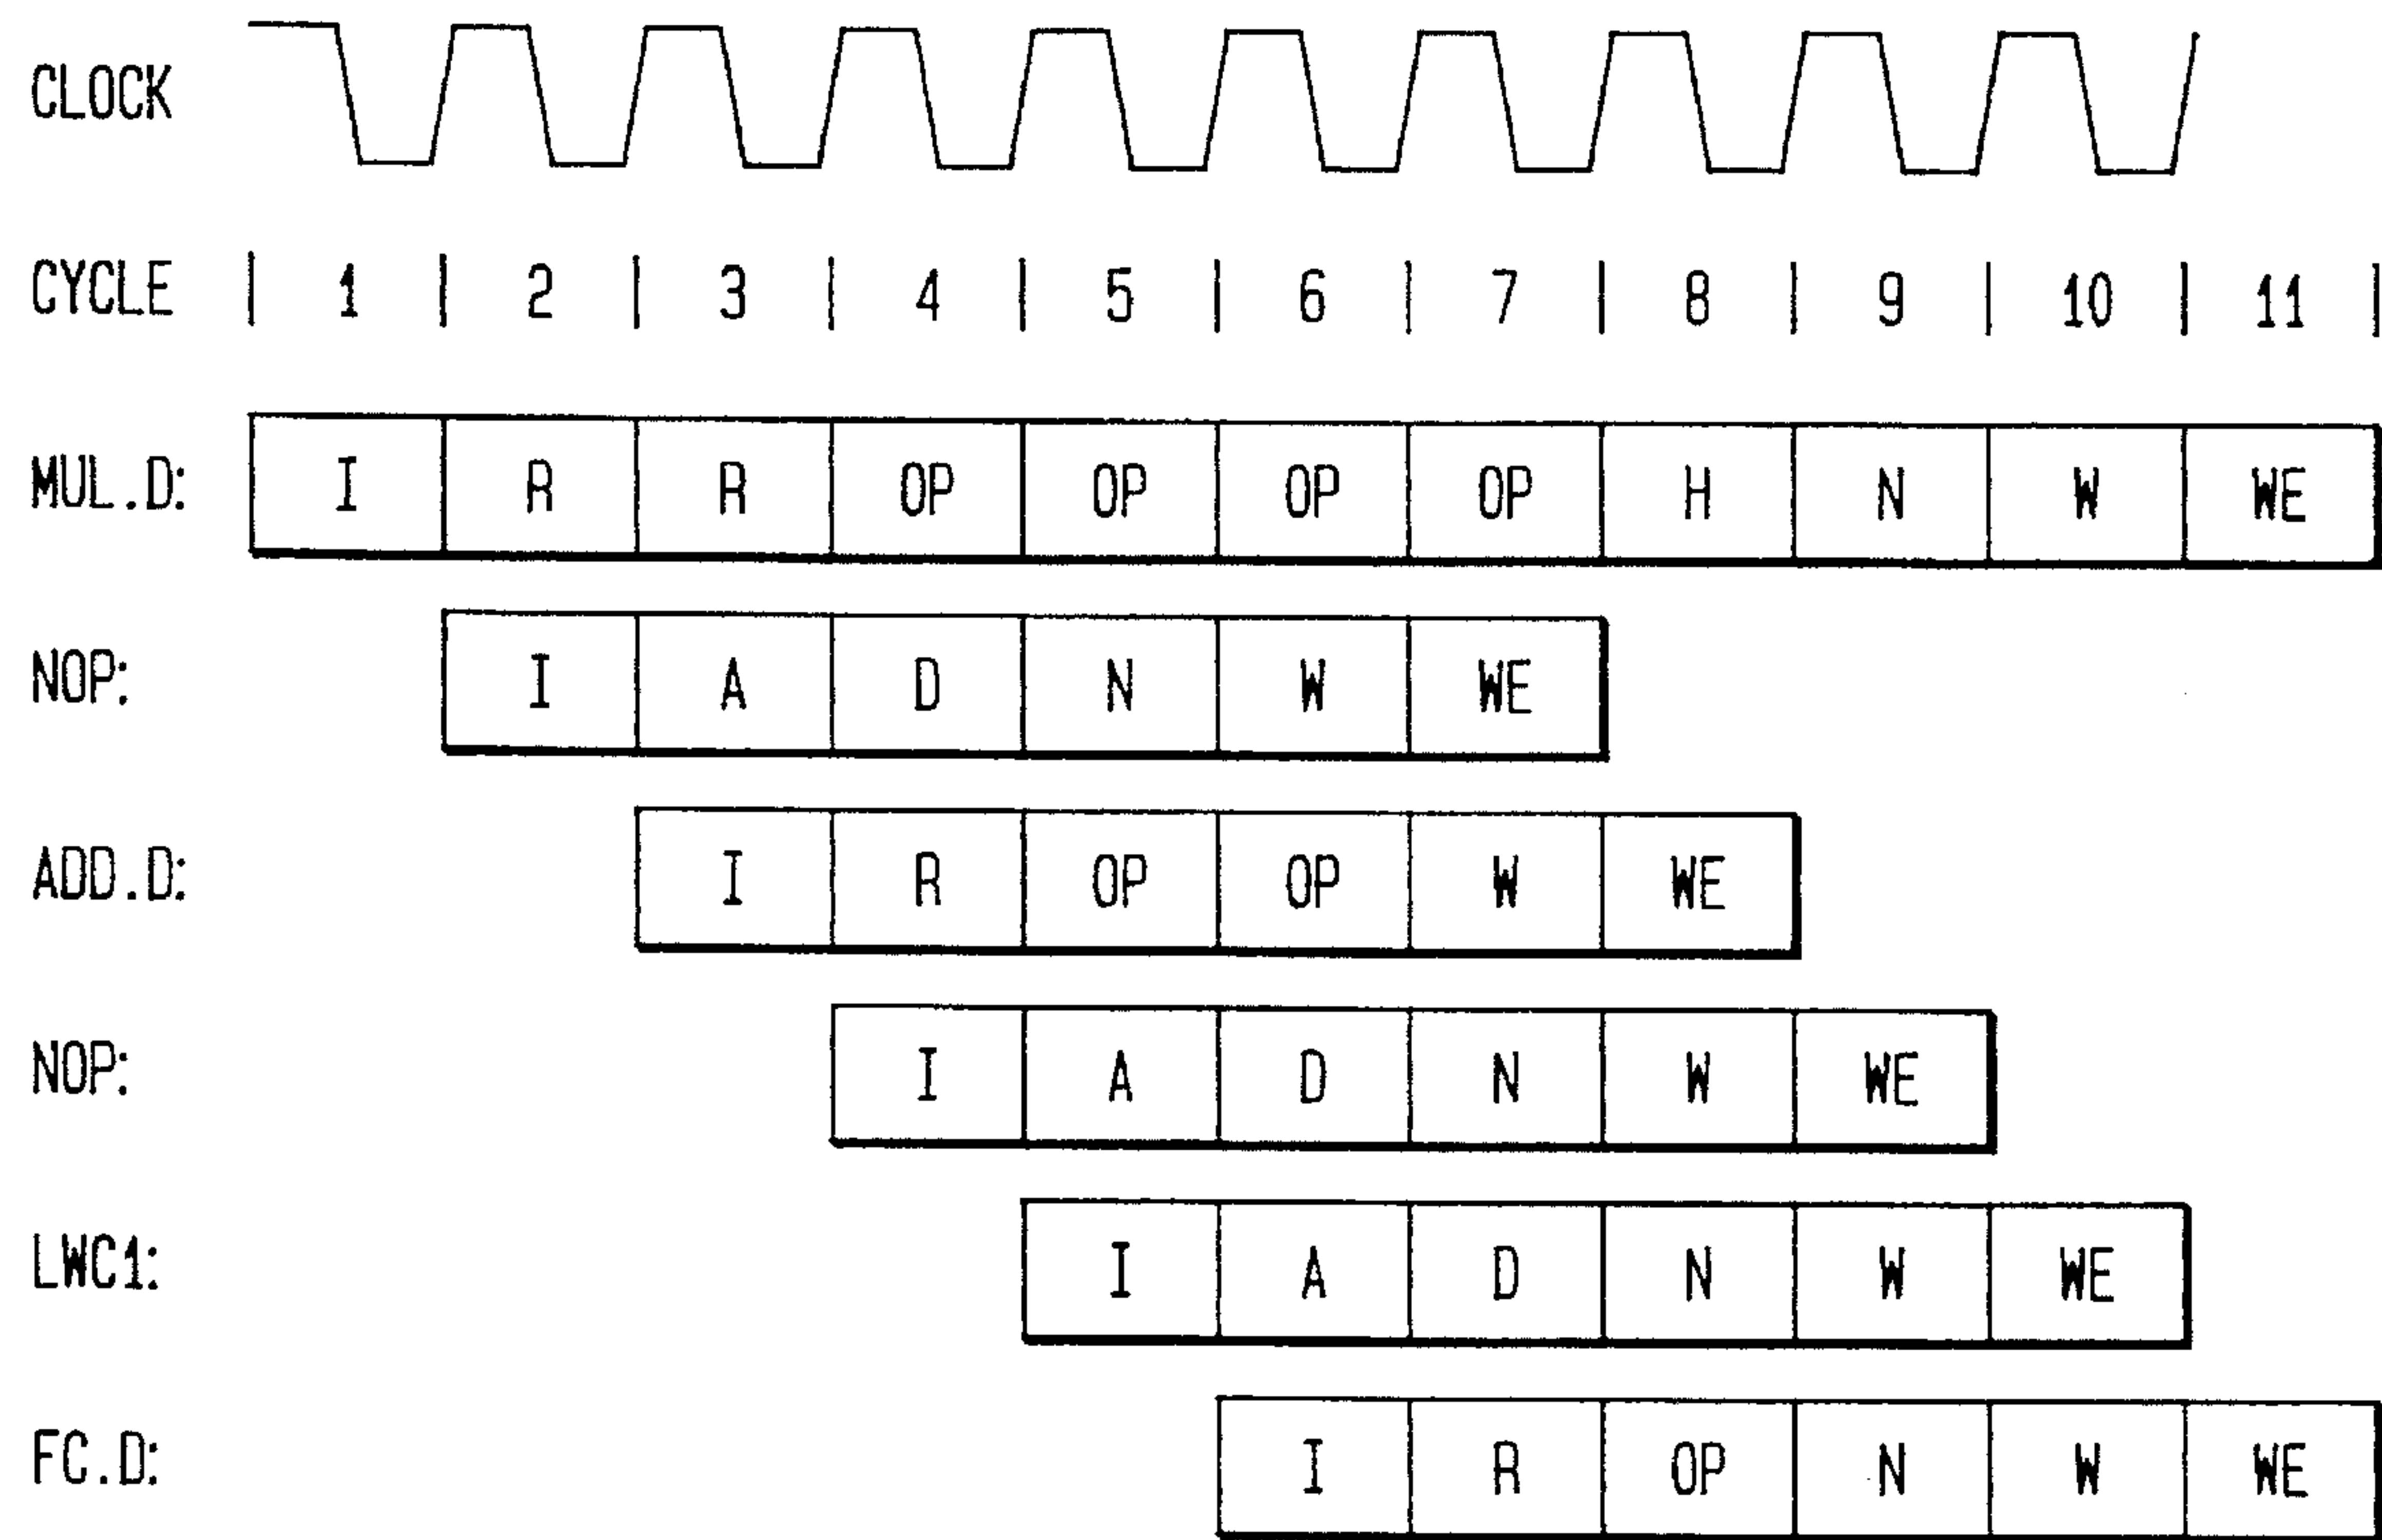 CLOCK
CYCLE | 1 | 2 | 3 | 4 | 5 | 6 | 7 | 8 | 9 | 10 | 11 |
MUL.D: I R R OP OP OP OP H N W WE
NOP: I A D N W WE
ADD.D: I R OP OP W WE
NOP: I A D N W WE
LWC1: I A D N W WE
FC.D: I R OP N W WE